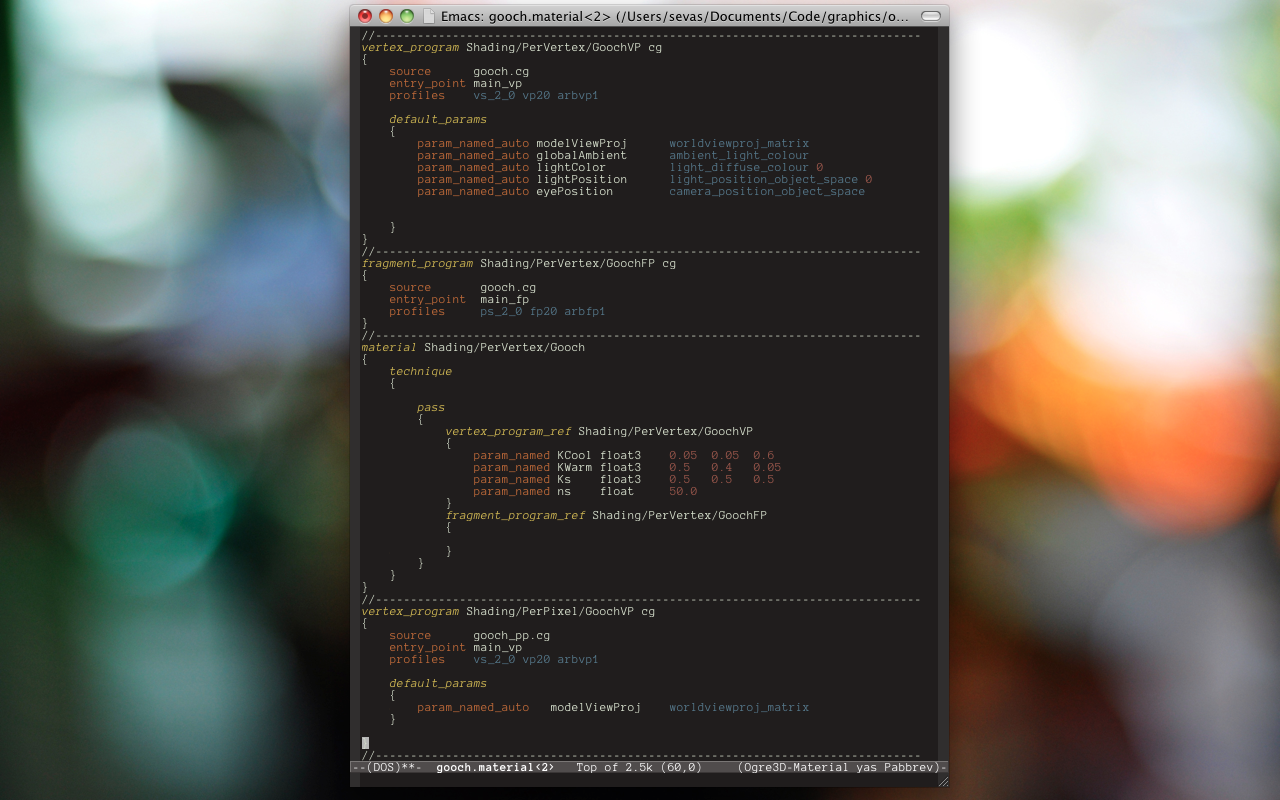 Emacs: gooch.material<2> (/Users/sevas/Documents/Code/graphics/o...
//------------------------------------------------------------------------------
vertex_program Shading/PerVertex/GoochVP cg
{
    source      gooch.cg
    entry_point main_vp
    profiles    vs_2_0 vp20 arbvp1

    default_params
    {
        param_named_auto modelViewProj      worldviewproj_matrix
        param_named_auto globalAmbient      ambient_light_colour
        param_named_auto lightColor         light_diffuse_colour 0
        param_named_auto lightPosition      light_position_object_space 0
        param_named_auto eyePosition        camera_position_object_space


    }
}
//------------------------------------------------------------------------------
fragment_program Shading/PerVertex/GoochFP cg
{
    source       gooch.cg
    entry_point  main_fp
    profiles     ps_2_0 fp20 arbfp1
}
//------------------------------------------------------------------------------
material Shading/PerVertex/Gooch
{
    technique
    {

        pass
        {
            vertex_program_ref Shading/PerVertex/GoochVP
            {
                param_named KCool float3    0.05  0.05  0.6
                param_named KWarm float3    0.5   0.4   0.05
                param_named Ks    float3    0.5   0.5   0.5
                param_named ns    float     50.0
            }
            fragment_program_ref Shading/PerVertex/GoochFP
            {

            }
        }
    }
}
//------------------------------------------------------------------------------
vertex_program Shading/PerPixel/GoochVP cg
{
    source      gooch_pp.cg
    entry_point main_vp
    profiles    vs_2_0 vp20 arbvp1

    default_params
    {
        param_named_auto   modelViewProj    worldviewproj_matrix
    }

}
//------------------------------------------------------------------------------
--(DOS)**-  gooch.material<2>   Top of 2.5k (60,0)     (Ogre3D-Material yas Pabbrev)-